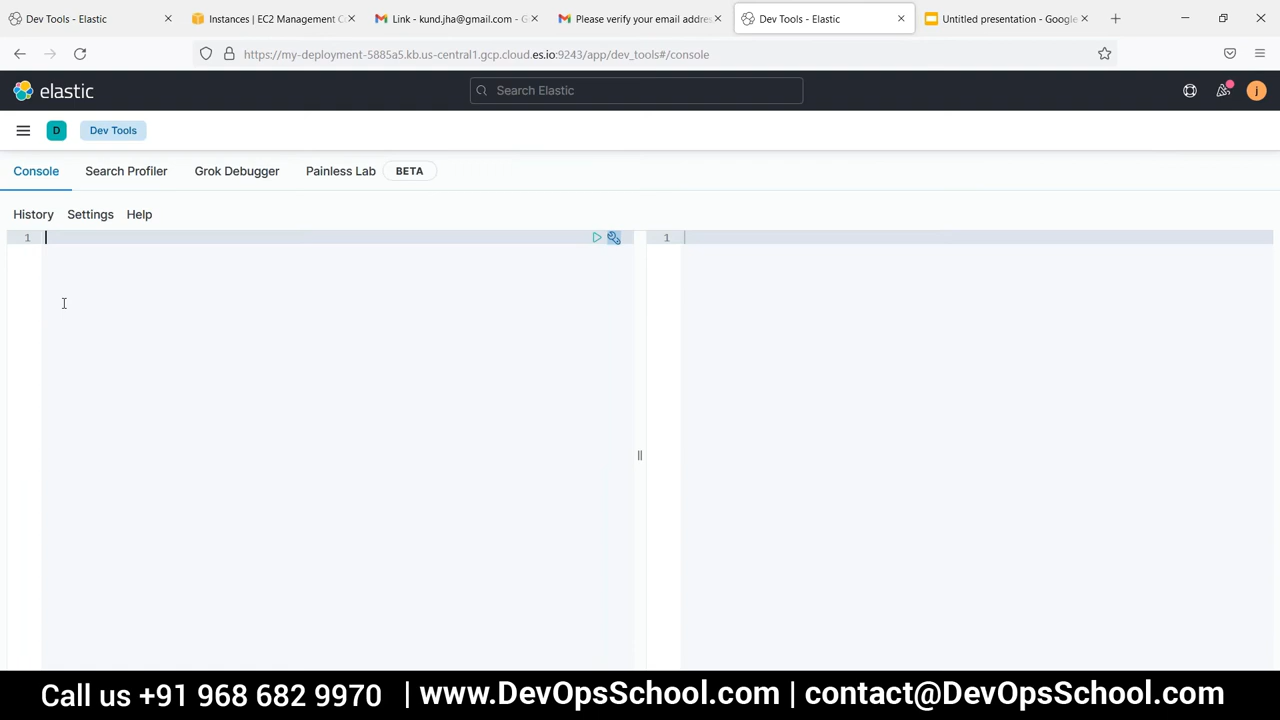 Dev Tools - Elastic
Instances | EC2 Management C
Link - kund.jha@gmail.com - G
Please verify your email address
Dev Tools - Elastic
Untitled presentation - Google
https://my-deployment-5885a5.kb.us-central1.gcp.cloud.es.io:9243/app/dev_tools#/console
elastic
Search Elastic
j
D
Dev Tools
Console
Search Profiler
Grok Debugger
Painless Lab
BETA
History
Settings
Help
1
1
Call us +91 968 682 9970 | www.DevOpsSchool.com | contact@DevOpsSchool.com